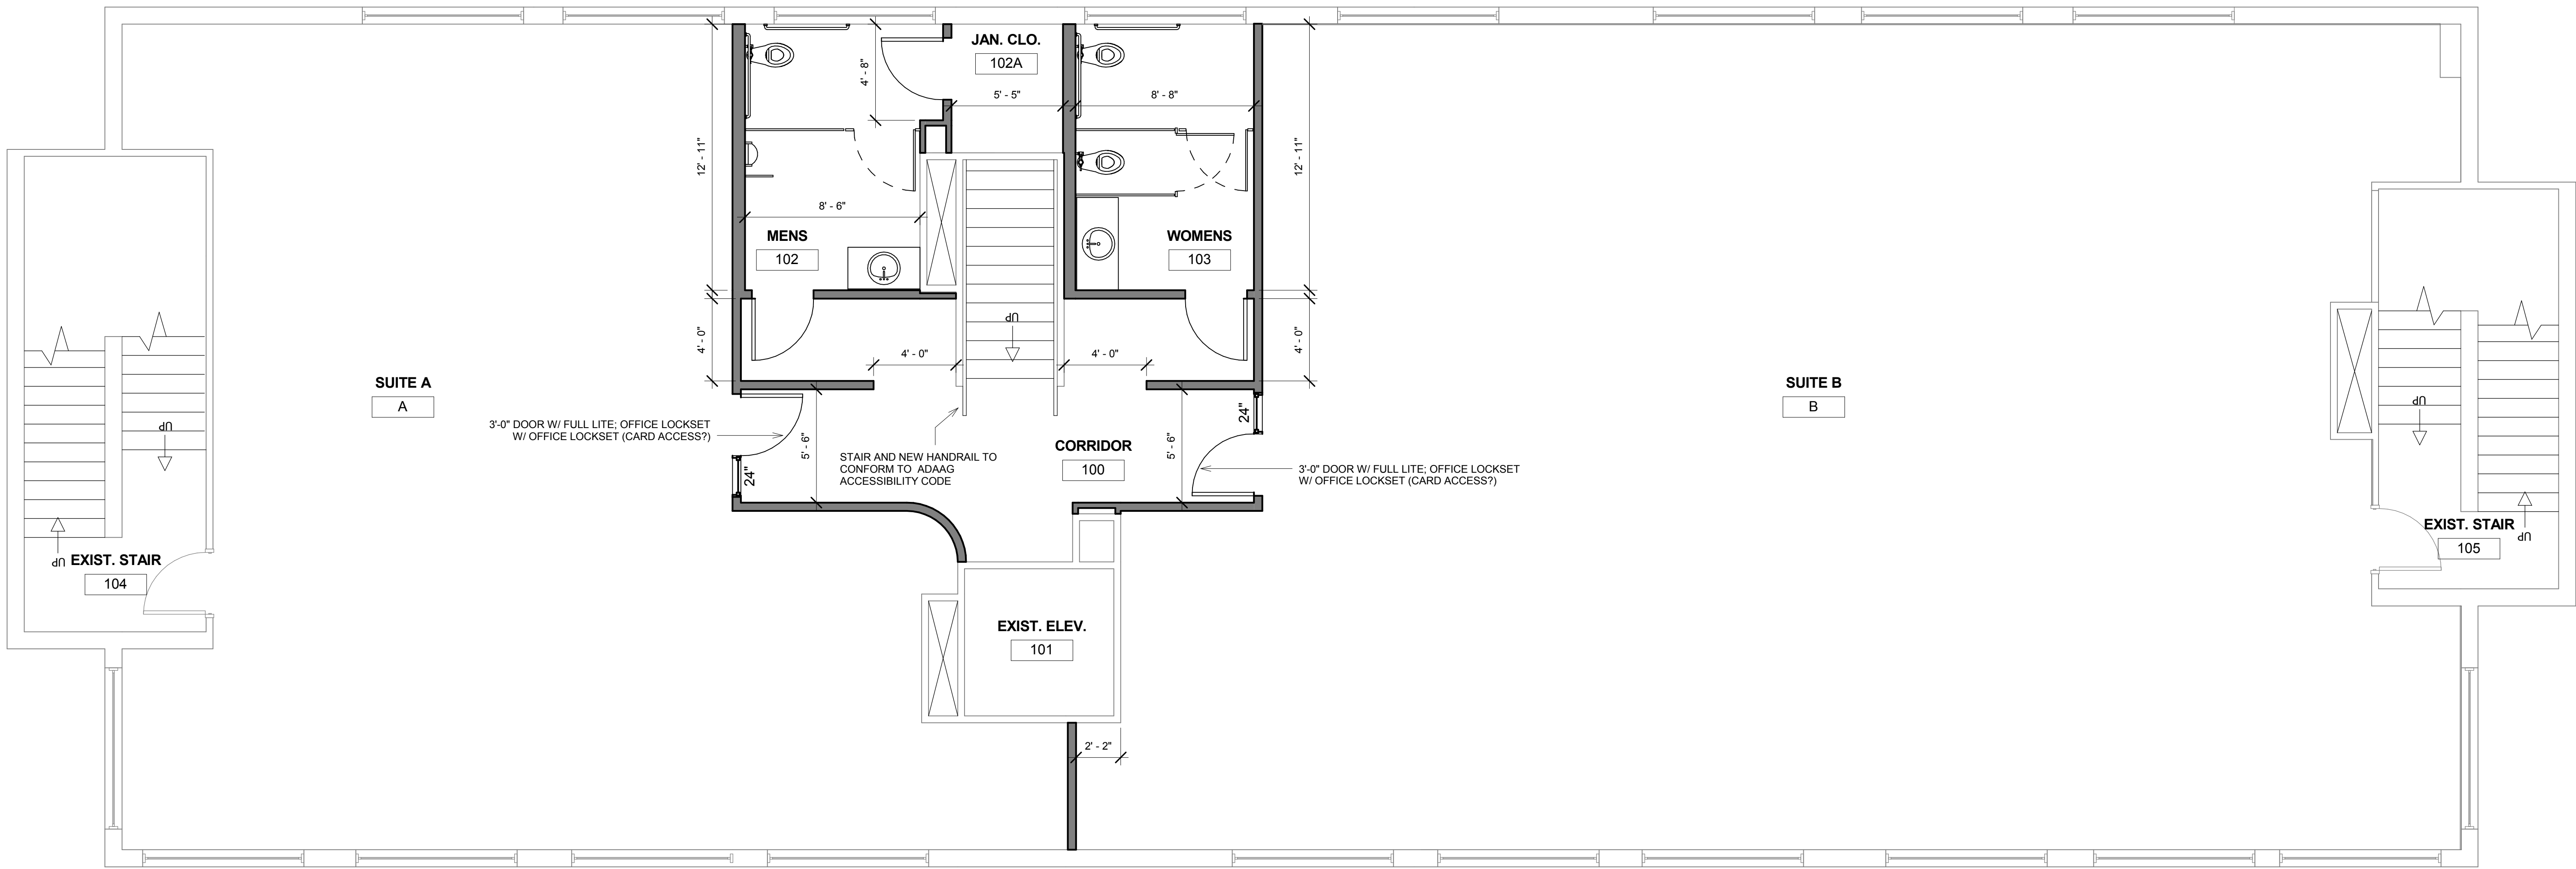 JAN. CLO.
102A
4' - 8"
5' - 5"
8' - 8"
12' - 11"
12' - 11"
8' - 6"
MENS
102
WOMENS
103
UP
4' - 0"
4' - 0"
4' - 0"
4' - 0"
SUITE A
A
SUITE B
B
UP
UP
3'-0" DOOR W/ FULL LITE; OFFICE LOCKSET
W/ OFFICE LOCKSET (CARD ACCESS?)
24"
5' - 6"
STAIR AND NEW HANDRAIL TO
CONFORM TO ADAAG
ACCESSIBILITY CODE
CORRIDOR
100
5' - 6"
24"
3'-0" DOOR W/ FULL LITE; OFFICE LOCKSET
W/ OFFICE LOCKSET (CARD ACCESS?)
UP
EXIST. STAIR
104
EXIST. STAIR
105
UP
EXIST. ELEV.
101
2' - 2"